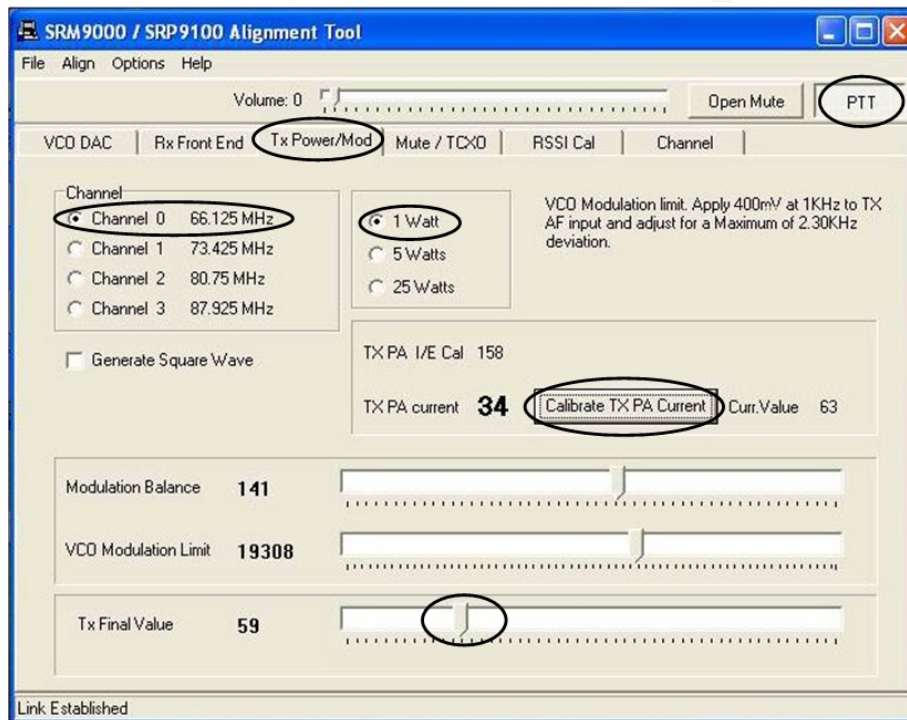 SRM9000 / SRP9100 Alignment Tool
File Align Options Help
Volume: 0 Open Mute PTT
VCO DAC Rx Front End Tx Power/Mod Mute / TCXO RSSI Cal Channel
Channel
Channel 0 66.125 MHz
Channel 1 73.425 MHz
Channel 2 80.75 MHz
Channel 3 87.925 MHz
1 Watt
5 Watts
25 Watts
VCO Modulation limit. Apply 400mV at 1KHz to TX
AF input and adjust for a Maximum of 2.30KHz
deviation.
Generate Square Wave
TX PA I/E Cal 158
TX PA current 34 Calibrate TX PA Current Curr.Value 63
Modulation Balance 141
VCO Modulation Limit 19308
Tx Final Value 59
Link Established